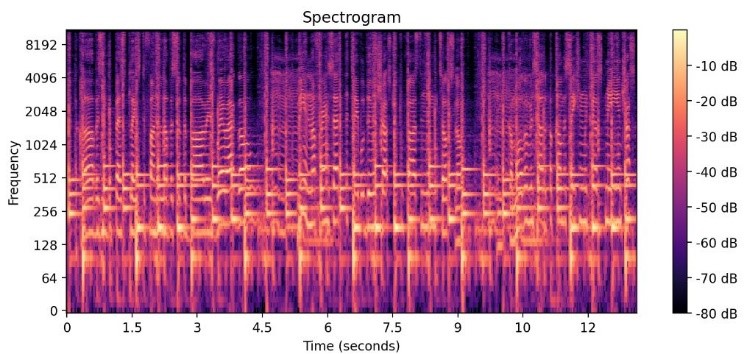 Spectrogram
Frequency
8192
4096
2048
1024
512
256
128
64
0
0 1.5 3 4.5 6 7.5 9 10 12
Time (seconds)
-10 dB
-20 dB
-30 dB
-40 dB
-50 dB
-60 dB
-70 dB
-80 dB